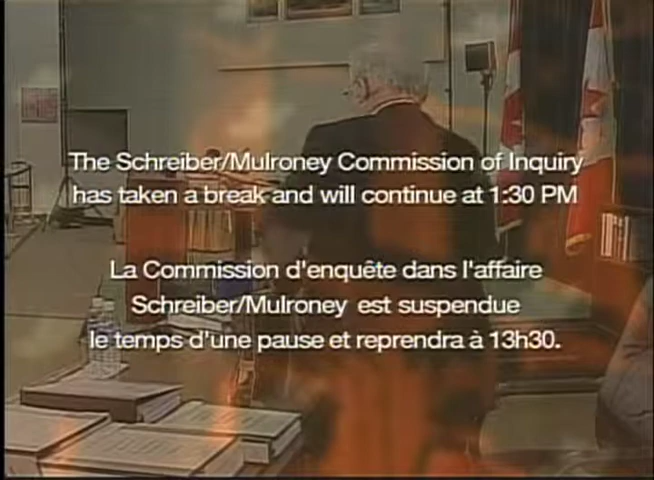 The Schreiber/Mulroney Commission of Inquiry
has taken a break and will continue at 1:30 PM
La Commission d'enquête dans l'affaire
Schreiber/Mulroney est suspendue
le temps d'une pause et reprendra à 13h30.